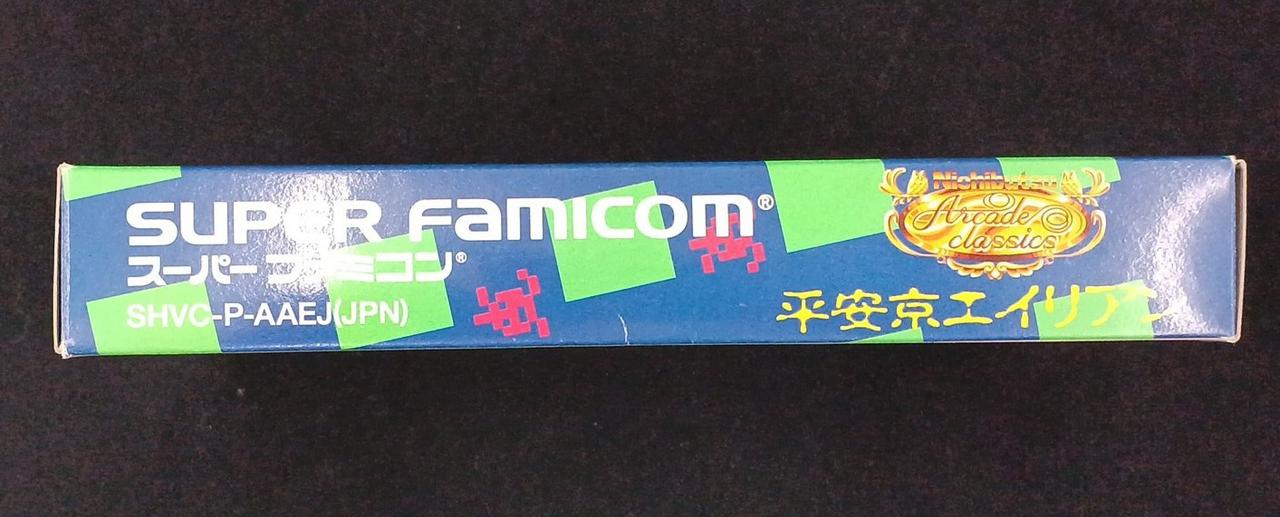 SUPER FAMICOM®
スーパーファミコン®
SHVC-P-AAEJ(JPN)
Nichibutsu
Arcade
classics
平安京エイリアン